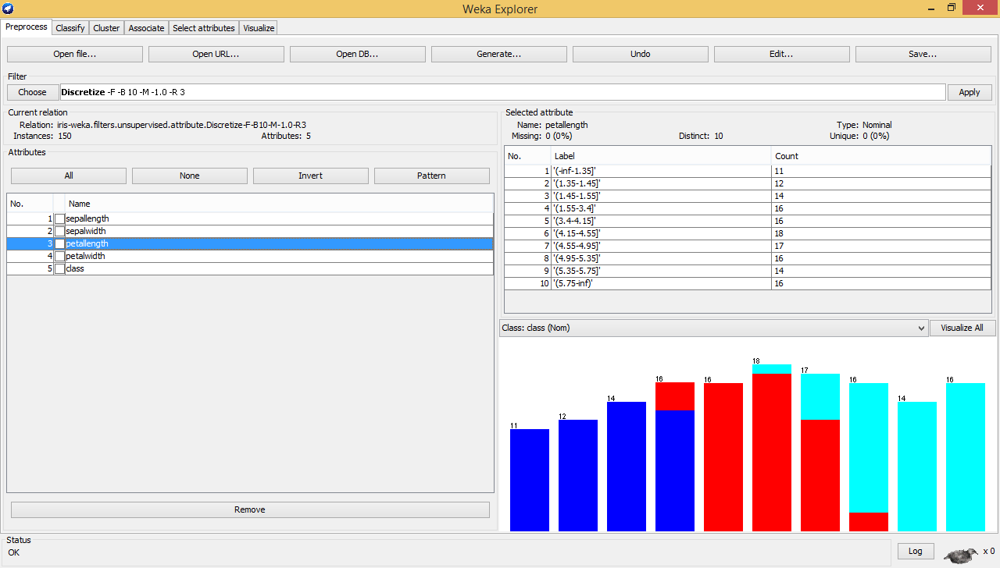 Weka Explorer
Preprocess Classify Cluster Associate Select attributes Visualize
Open file... Open URL... Open DB... Generate... Undo Edit... Save...
Filter
Choose Discretize -F -B 10 -M -1.0 -R 3 Apply
Current relation
Relation: iris-weka.filters.unsupervised.attribute.Discretize-F-B10-M-1.0-R3
Instances: 150 Attributes: 5
Attributes
All None Invert Pattern
No. Name
1 sepallength
2 sepalwidth
3 petallength
4 petalwidth
5 class
Remove
Selected attribute
Name: petallength Type: Nominal
Missing: 0 (0%) Distinct: 10 Unique: 0 (0%)
No. Label Count
1 '(-inf-1.35]' 11
2 '(1.35-1.45]' 12
3 '(1.45-1.55]' 14
4 '(1.55-3.4]' 16
5 '(3.4-4.15]' 16
6 '(4.15-4.55]' 18
7 '(4.55-4.95]' 17
8 '(4.95-5.35]' 16
9 '(5.35-5.75]' 14
10 '(5.75-inf)' 16
Class: class (Nom) Visualize All
11 12 14 16 16 18 17 16 14 16
Status
OK
Log x 0